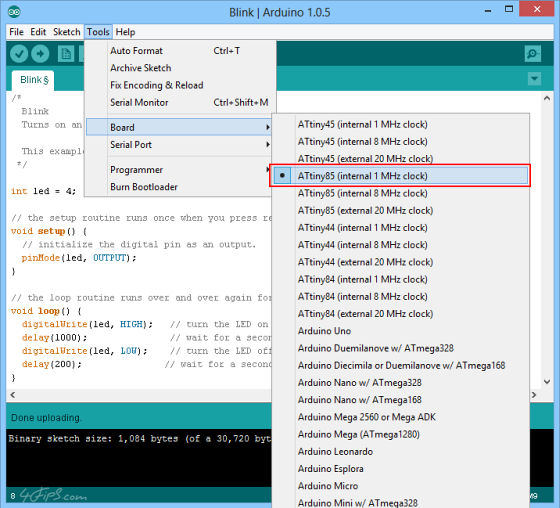 Blink | Arduino 1.0.5
File Edit Sketch Tools Help
Auto Format Ctrl+T
Archive Sketch
Fix Encoding & Reload
Serial Monitor Ctrl+Shift+M
Board
Serial Port
Programmer
Burn Bootloader
ATtiny45 (internal 1 MHz clock)
ATtiny45 (internal 8 MHz clock)
ATtiny45 (external 20 MHz clock)
ATtiny85 (internal 1 MHz clock)
ATtiny85 (internal 8 MHz clock)
ATtiny85 (external 20 MHz clock)
ATtiny44 (internal 1 MHz clock)
ATtiny44 (internal 8 MHz clock)
ATtiny44 (external 20 MHz clock)
ATtiny84 (internal 1 MHz clock)
ATtiny84 (internal 8 MHz clock)
ATtiny84 (external 20 MHz clock)
Arduino Uno
Arduino Duemilanove w/ ATmega328
Arduino Diecimila or Duemilanove w/ ATmega168
Arduino Nano w/ ATmega328
Arduino Nano w/ ATmega168
Arduino Mega 2560 or Mega ADK
Arduino Mega (ATmega1280)
Arduino Leonardo
Arduino Esplora
Arduino Micro
Arduino Mini w/ ATmega328
Blink §
/*
Blink
Turns on an
This example
*/
int led = 4;
// the setup routine runs once when you press re
void setup() {
// initialize the digital pin as an output.
pinMode(led, OUTPUT);
}
// the loop routine runs over and over again for
void loop() {
digitalWrite(led, HIGH); // turn the LED on
delay(1000); // wait for a secon
digitalWrite(led, LOW); // turn the LED off
delay(200); // wait for a secon
}
Done uploading.
Binary sketch size: 1,084 bytes (of a 30,720 byt
8
4Fips.com
M9